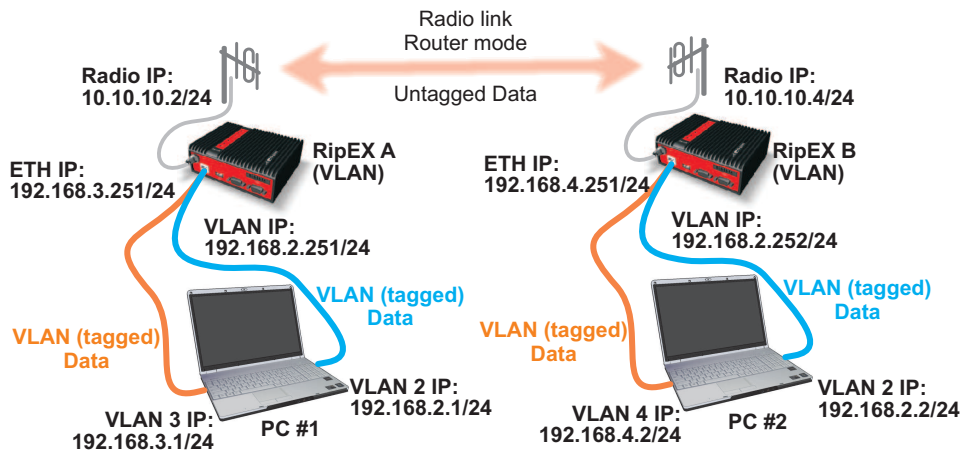 Radio link
Router mode
Untagged Data
Radio IP:
10.10.10.2/24
Radio IP:
10.10.10.4/24
RipEX A
(VLAN)
RipEX B
(VLAN)
ETH IP:
192.168.3.251/24
ETH IP:
192.168.4.251/24
VLAN IP:
192.168.2.251/24
VLAN IP:
192.168.2.252/24
VLAN (tagged)
Data
VLAN (tagged)
Data
VLAN (tagged)
Data
VLAN (tagged)
Data
VLAN 2 IP:
192.168.2.1/24
VLAN 2 IP:
192.168.2.2/24
VLAN 3 IP:
192.168.3.1/24
PC #1
VLAN 4 IP:
192.168.4.2/24
PC #2